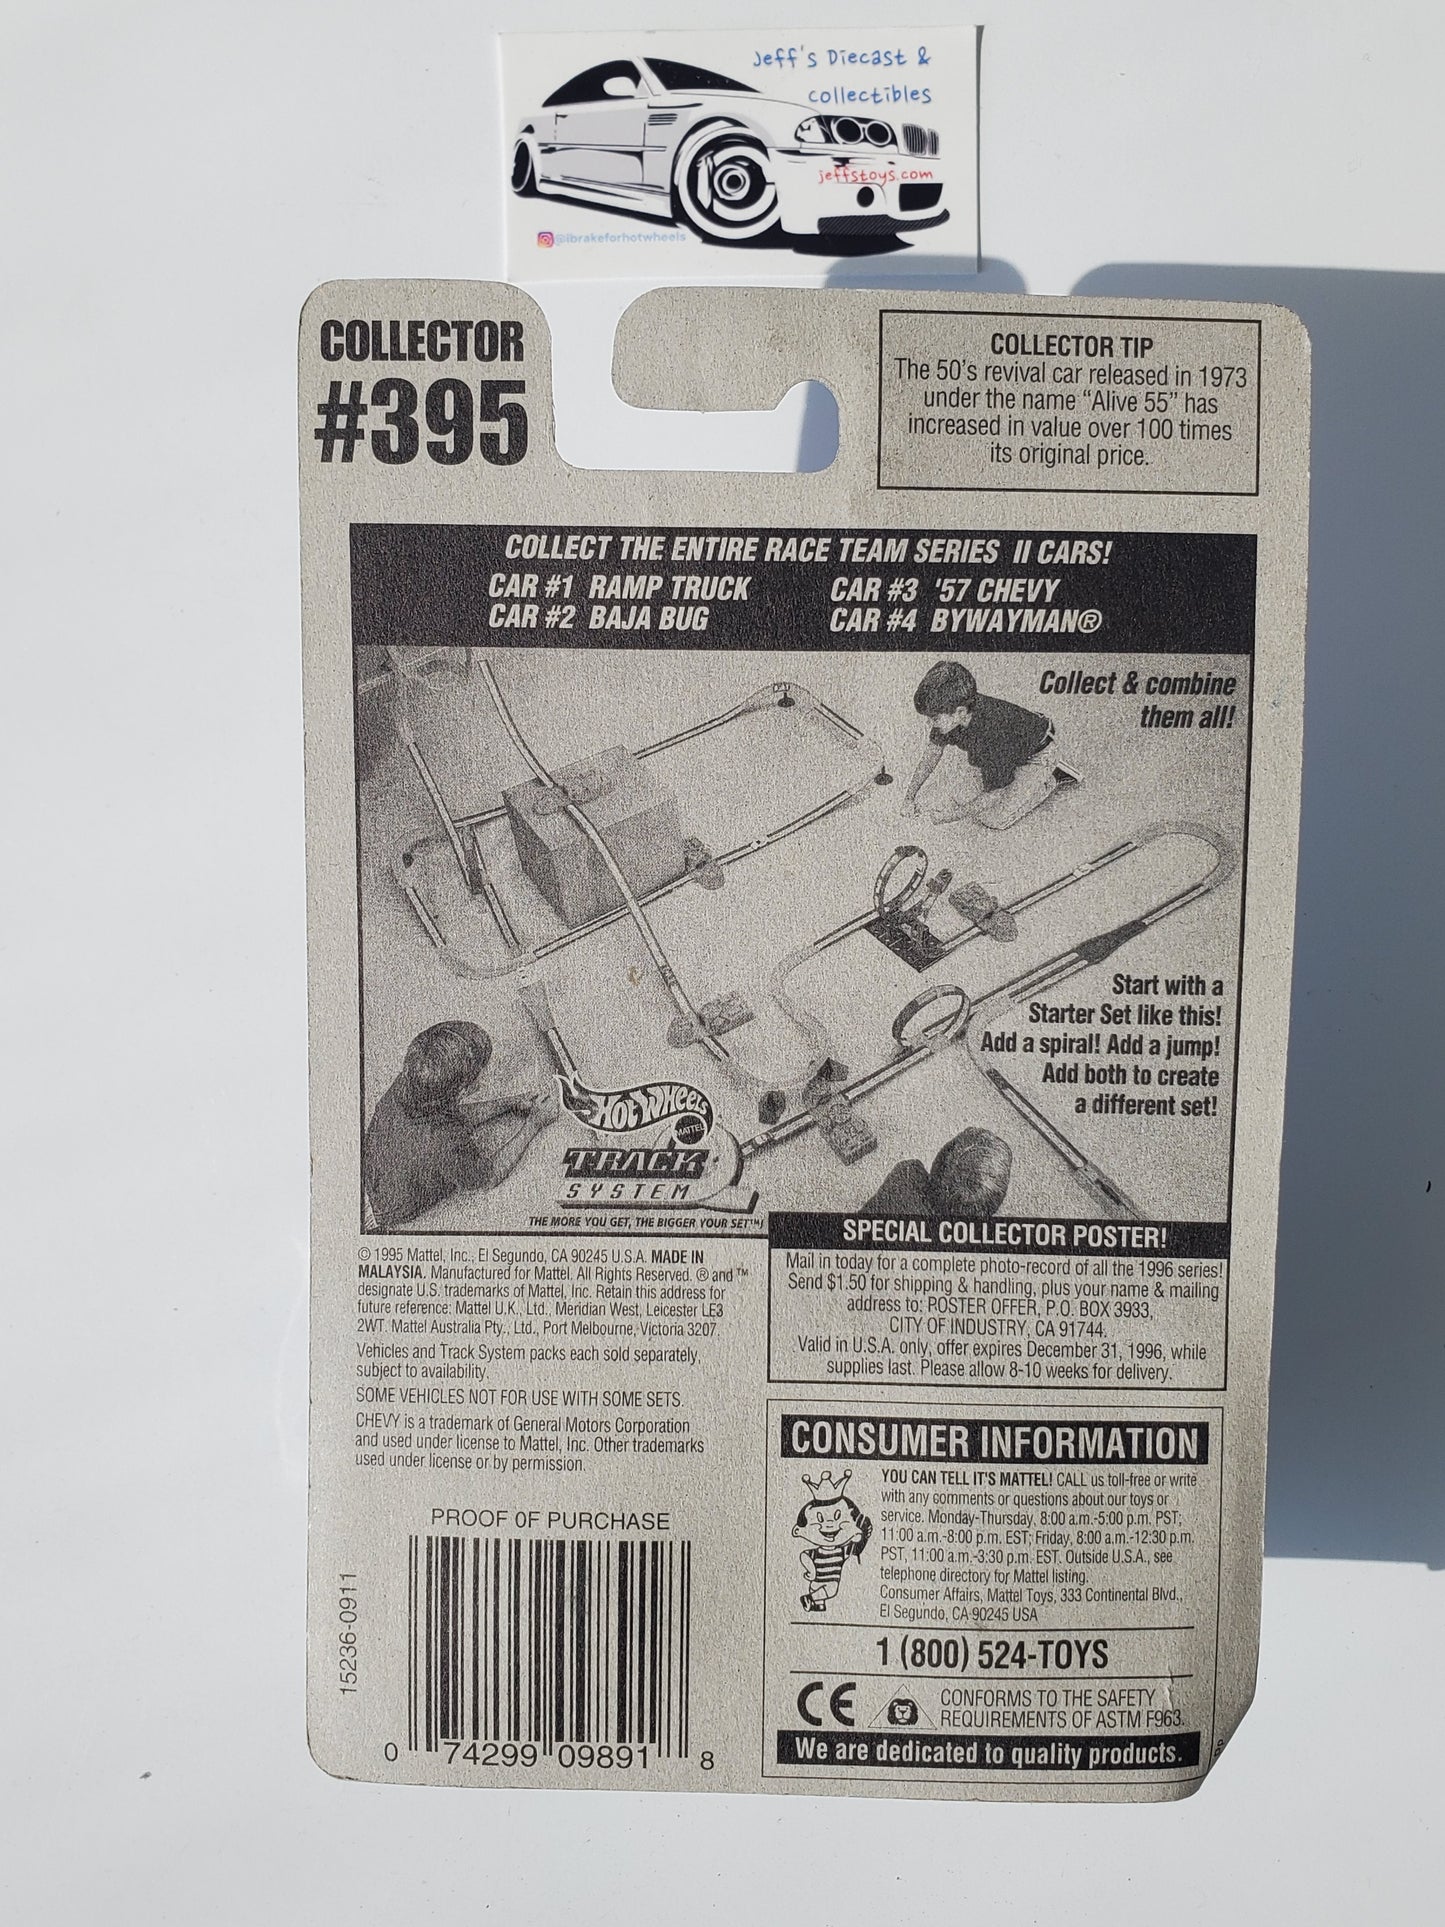 Jeff's Diecast &
collectibles
jeffstoys.com
@ibrakeforhotwheels
COLLECTOR
#395
COLLECTOR TIP
The 50's revival car released in 1973
under the name “Alive 55” has
increased in value over 100 times
its original price.
COLLECT THE ENTIRE RACE TEAM SERIES II CARS!
CAR #1 RAMP TRUCK
CAR #2 BAJA BUG
CAR #3 '57 CHEVY
CAR #4 BYWAYMAN®
Collect & combine
them all!
Start with a
Starter Set like this!
Add a spiral! Add a jump!
Add both to create
a different set!
HOT WHEELS
MATTEL
TRACK
SYSTEM
THE MORE YOU GET, THE BIGGER YOUR SET™!
© 1995 Mattel, Inc., El Segundo, CA 90245 U.S.A. MADE IN
MALAYSIA. Manufactured for Mattel. All Rights Reserved. ® and ™
designate U.S. trademarks of Mattel, Inc. Retain this address for
future reference: Mattel U.K., Ltd., Meridian West, Leicester LE3
2WT. Mattel Australia Pty., Ltd., Port Melbourne, Victoria 3207.
Vehicles and Track System packs each sold separately,
subject to availability.
SOME VEHICLES NOT FOR USE WITH SOME SETS.
CHEVY is a trademark of General Motors Corporation
and used under license to Mattel, Inc. Other trademarks
used under license or by permission.
SPECIAL COLLECTOR POSTER!
Mail in today for a complete photo-record of all the 1996 series!
Send $1.50 for shipping & handling, plus your name & mailing
address to: POSTER OFFER, P.O. BOX 3933,
CITY OF INDUSTRY, CA 91744.
Valid in U.S.A. only, offer expires December 31, 1996, while
supplies last. Please allow 8-10 weeks for delivery.
CONSUMER INFORMATION
YOU CAN TELL IT'S MATTEL! CALL us toll-free or write
with any comments or questions about our toys or
service. Monday-Thursday, 8:00 a.m.-5:00 p.m. PST;
11:00 a.m.-8:00 p.m. EST; Friday, 8:00 a.m.-12:30 p.m.
PST, 11:00 a.m.-3:30 p.m. EST. Outside U.S.A., see
telephone directory for Mattel listing.
Consumer Affairs, Mattel Toys, 333 Continental Blvd.,
El Segundo, CA 90245 USA
1 (800) 524-TOYS
CE
CONFORMS TO THE SAFETY
REQUIREMENTS OF ASTM F963.
We are dedicated to quality products.
PROOF OF PURCHASE
15236-0911
0 74299 09891 8